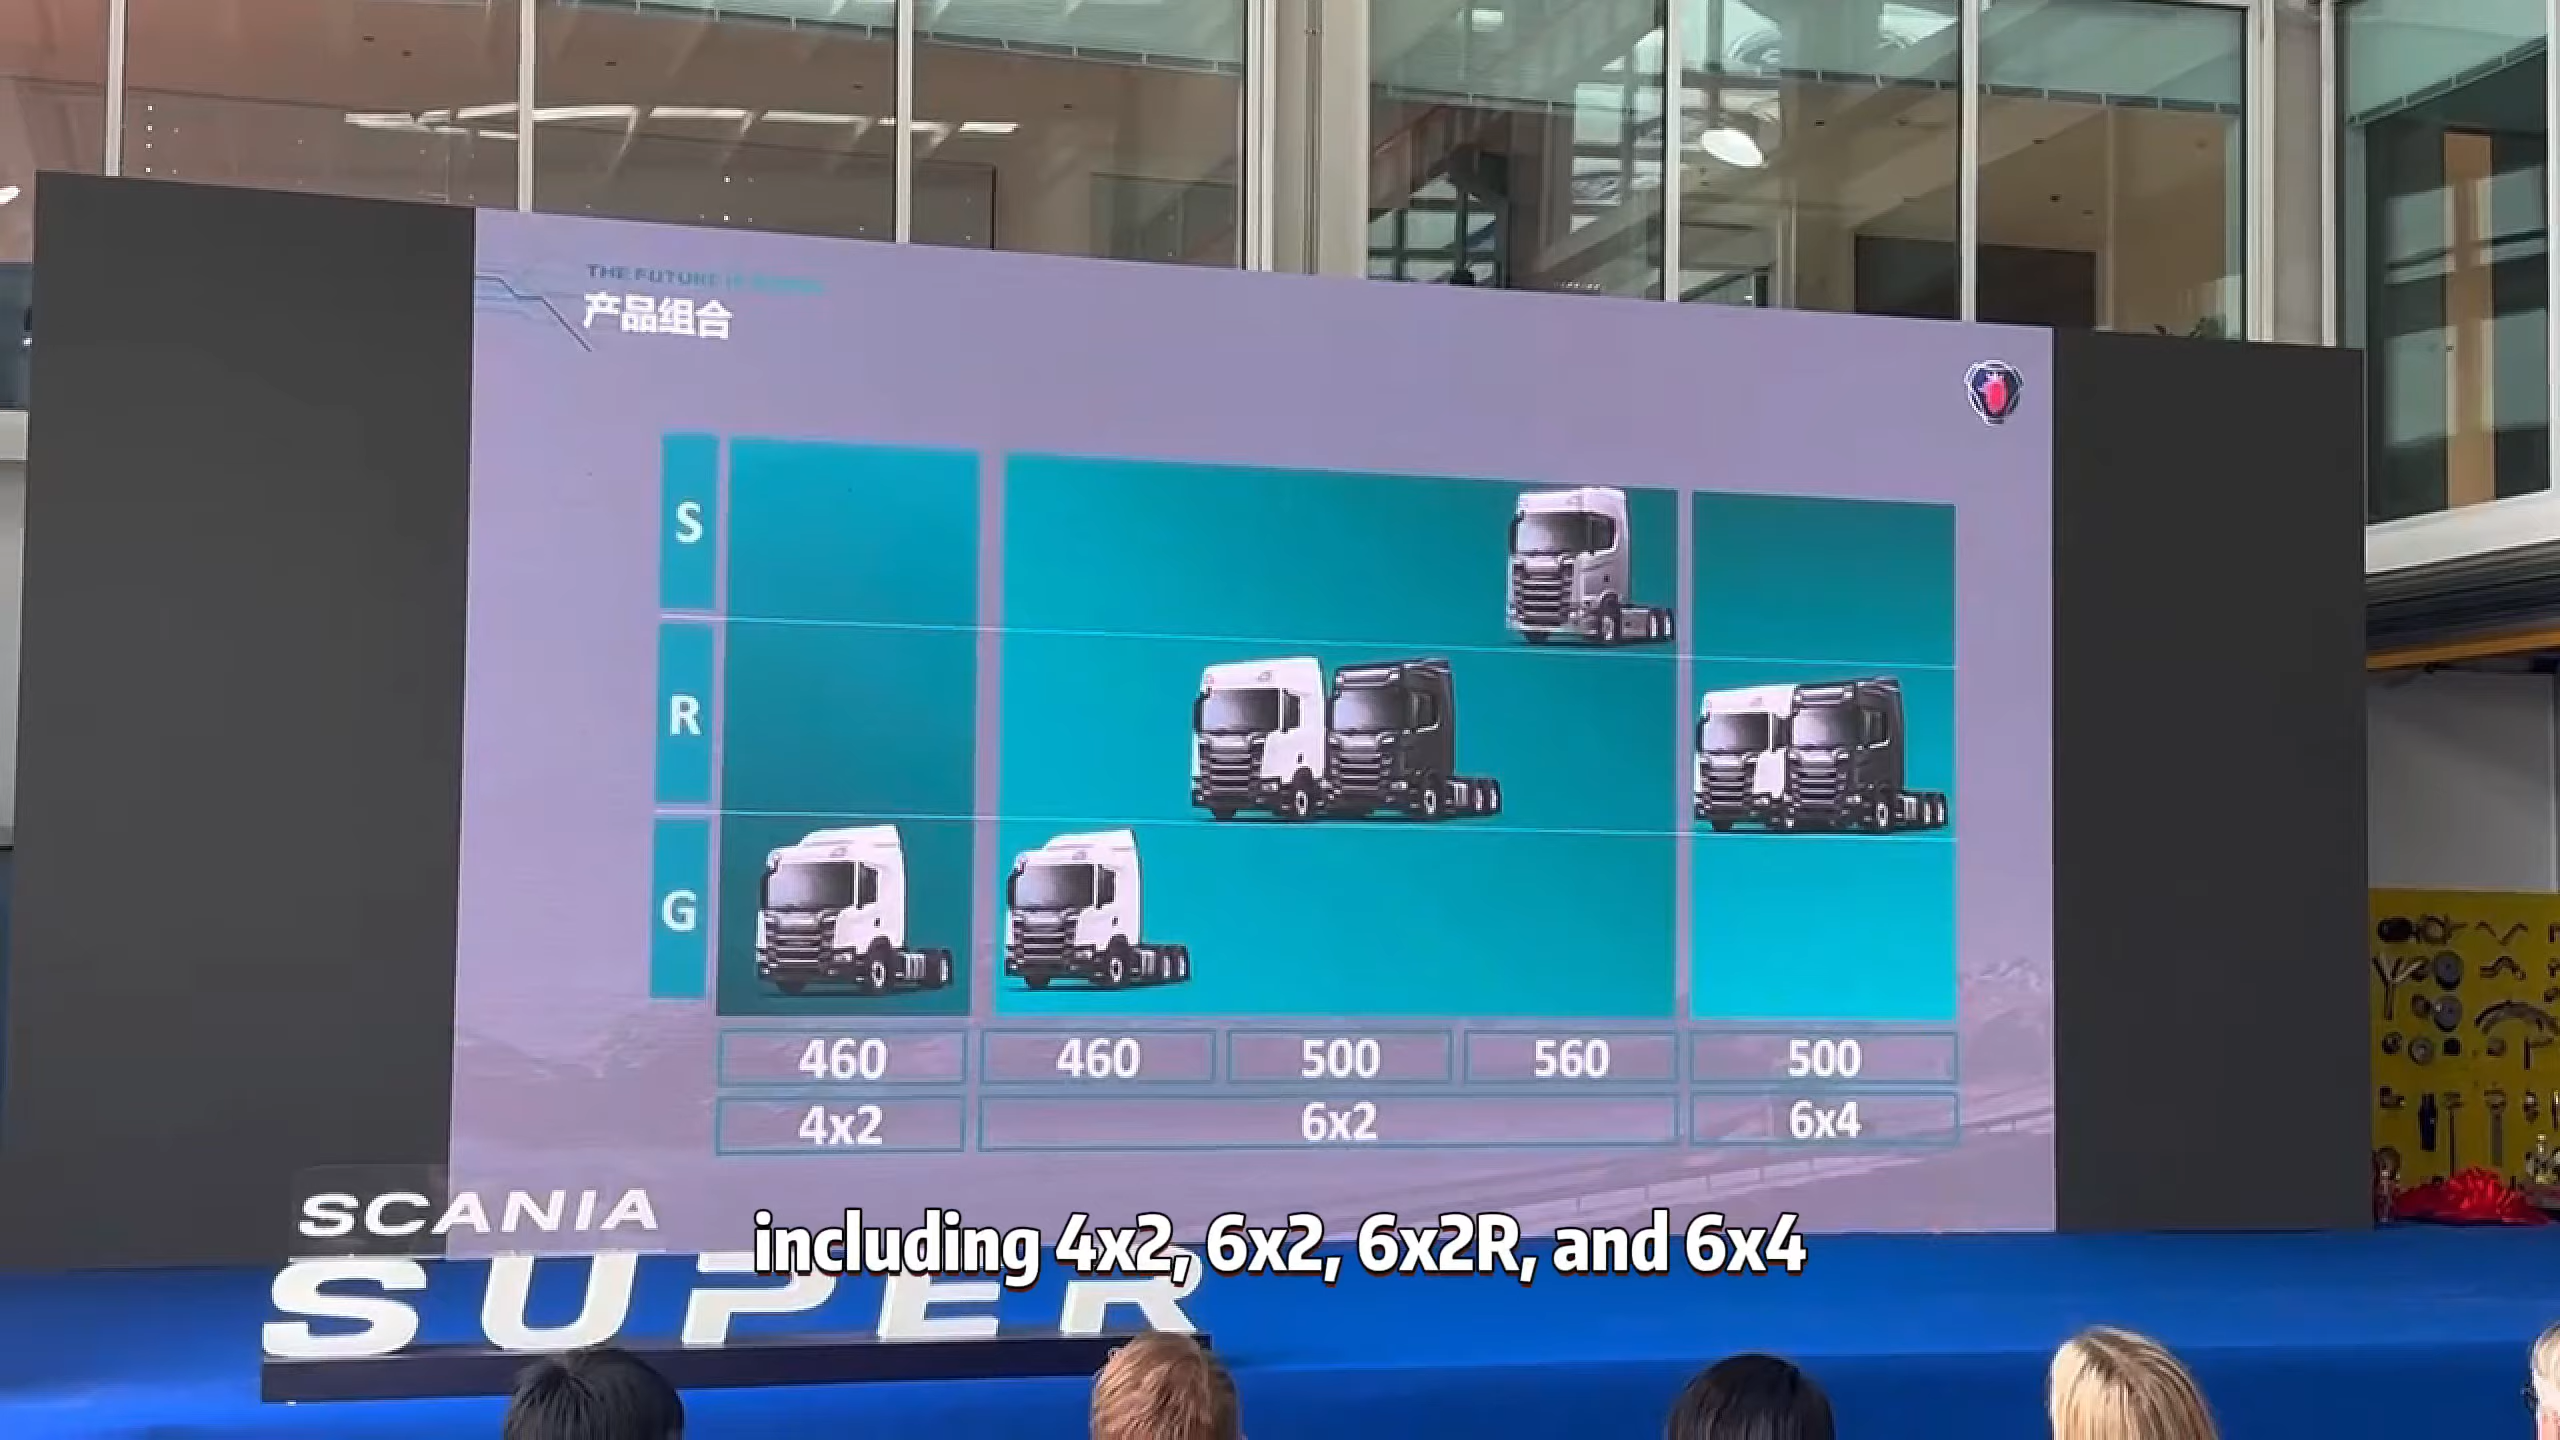 THE FUTURE
产品组合
S
R
G
460 460 500 560 500
4x2 6x2 6x4
SCANIA
SUPER
including 4x2, 6x2, 6x2R, and 6x4